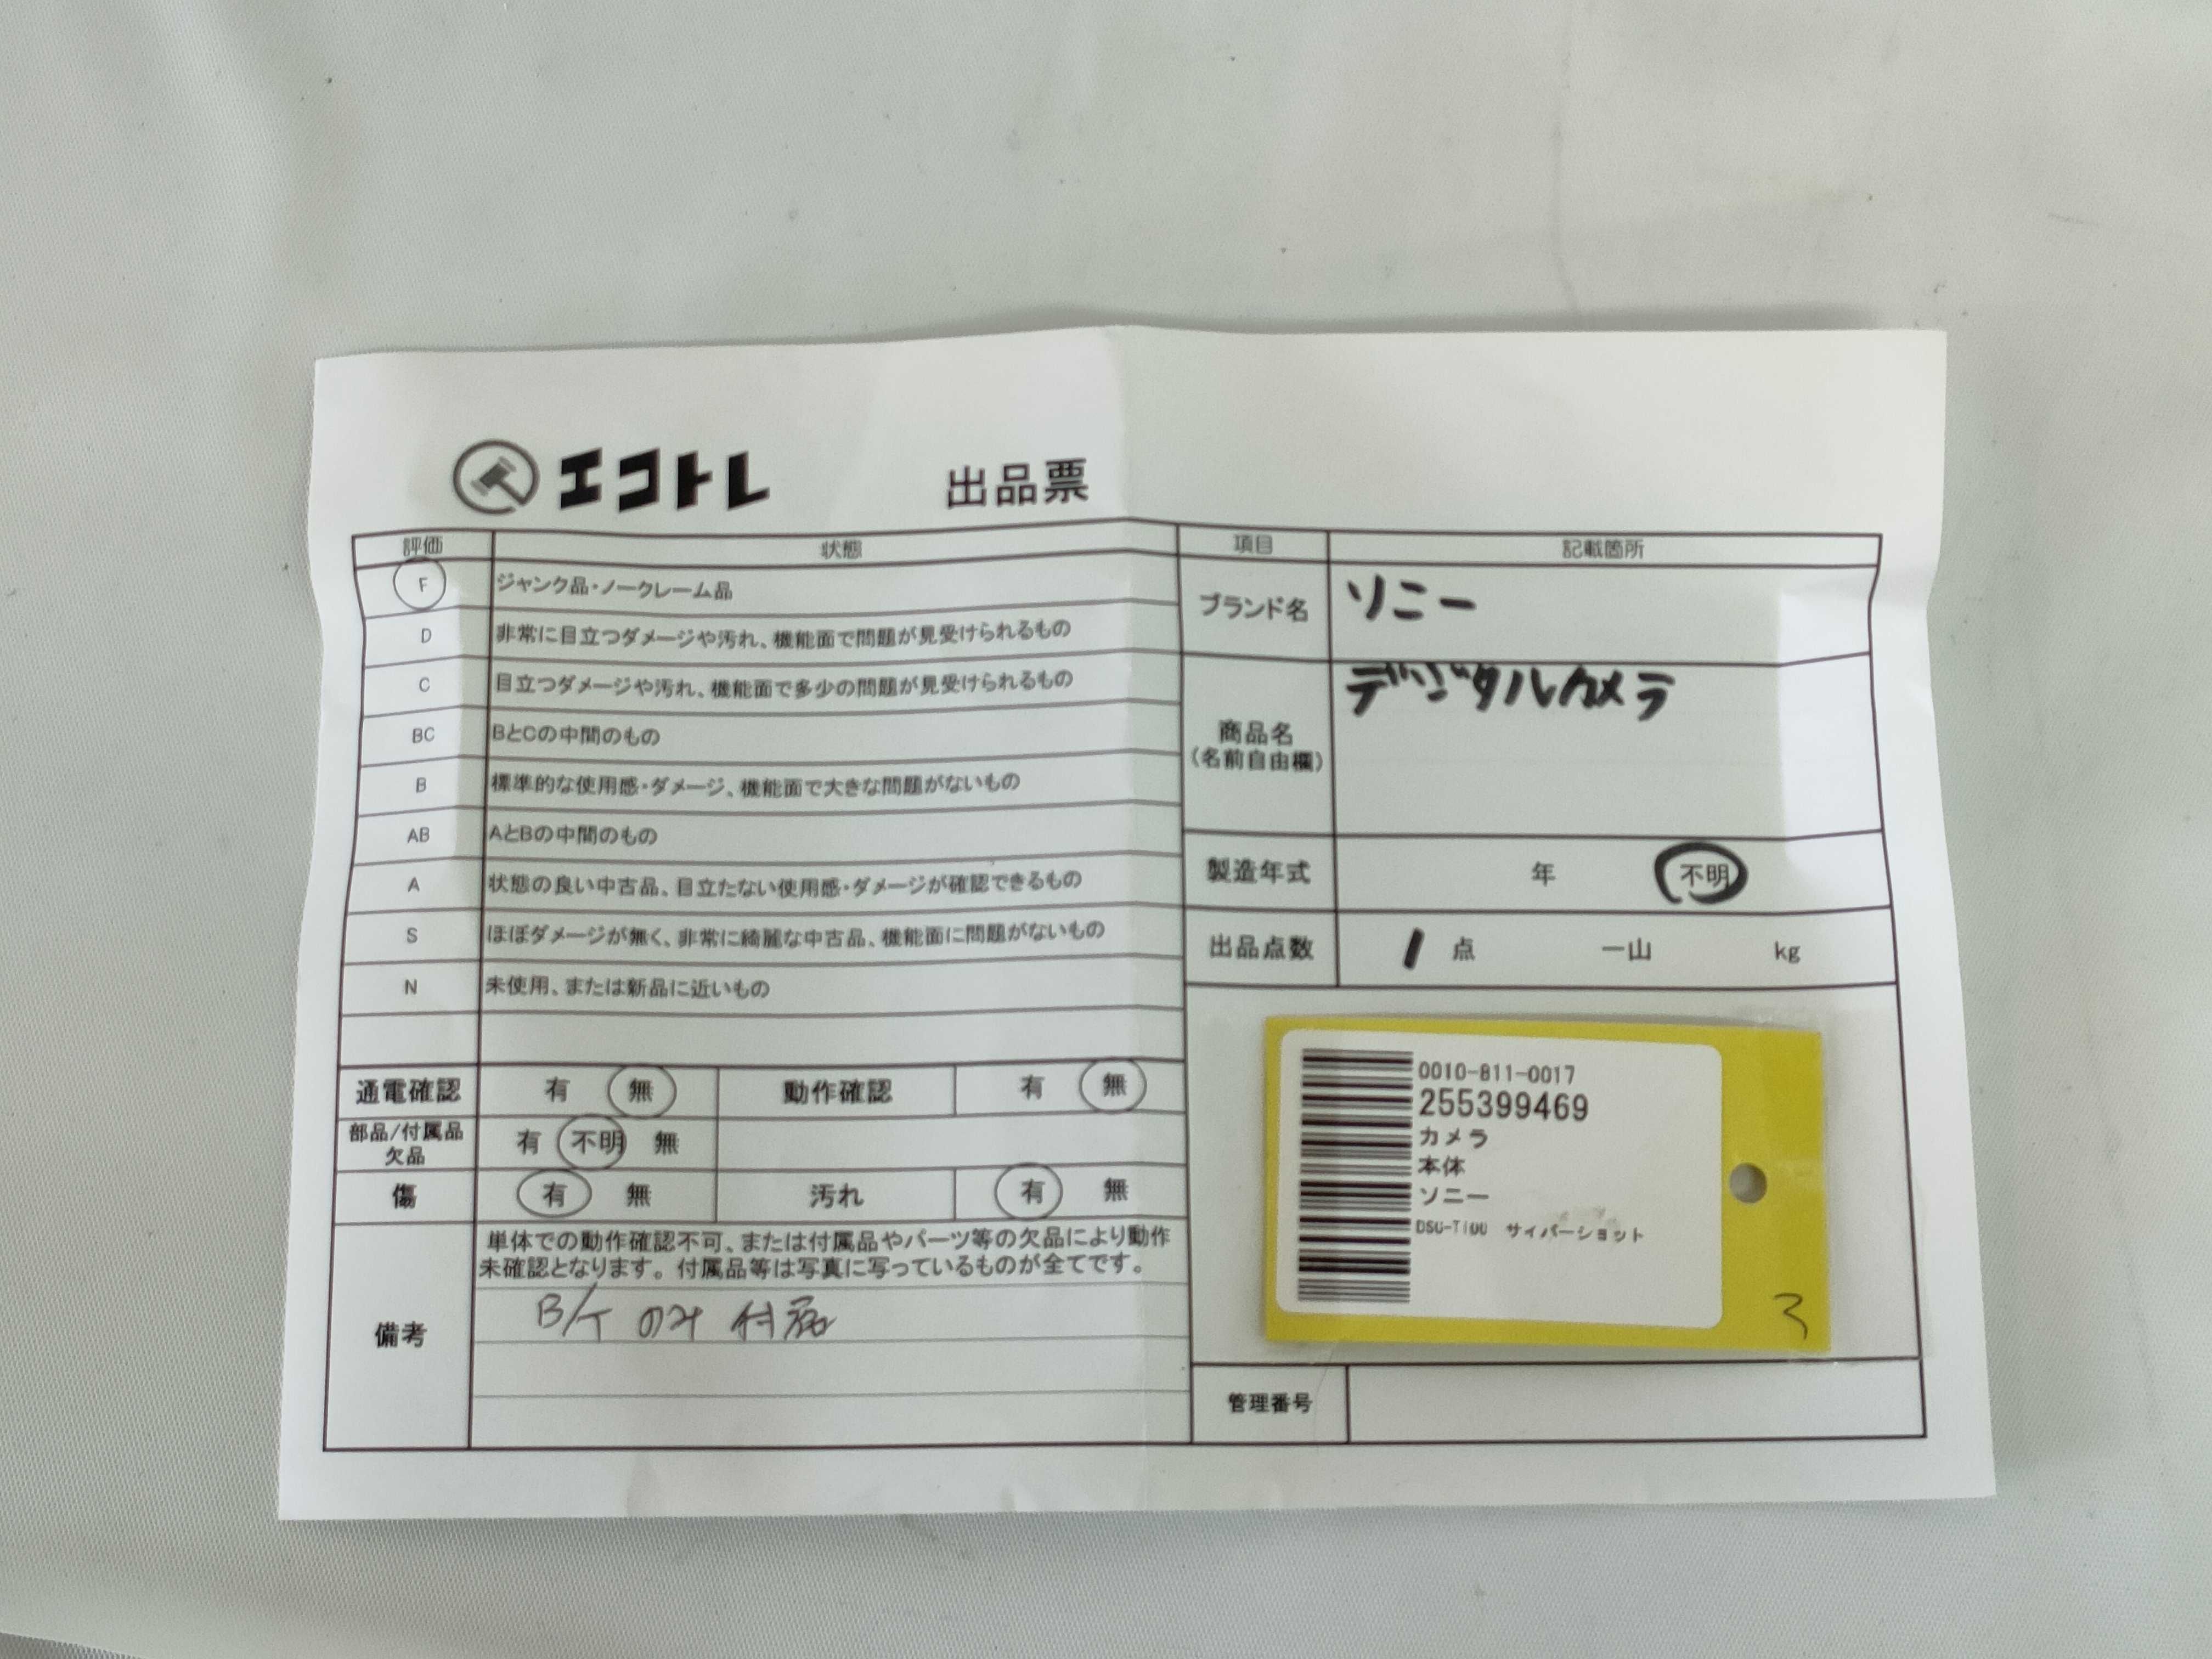 エコトレ 出品票
評価 状態 項目 記載箇所
F ジャンク品・ノークレーム品
D 非常に目立つダメージや汚れ、機能面で問題が見受けられるもの
C 目立つダメージや汚れ、機能面で多少の問題が見受けられるもの
BC BとCの中間のもの
B 標準的な使用感・ダメージ、機能面で大きな問題がないもの
AB AとBの中間のもの
A 状態の良い中古品、目立たない使用感・ダメージが確認できるもの
S ほぼダメージが無く、非常に綺麗な中古品、機能面に問題がないもの
N 未使用、または新品に近いもの
通電確認 有 無 動作確認 有 無
部品/付属品
欠品
有 不明 無
傷 有 無 汚れ 有 無
備考
単体での動作確認不可、または付属品やパーツ等の欠品により動作
未確認となります。付属品等は写真に写っているものが全てです。
B/T のみ 付属
ブランド名 ソニー
商品名
(名前自由欄)
デジタルカメラ
製造年式 年 不明
出品点数 1 点 一山 kg
0010-811-0017
255399469
カメラ
本体
ソニー
DSC-T100 サイバーショット
3
管理番号